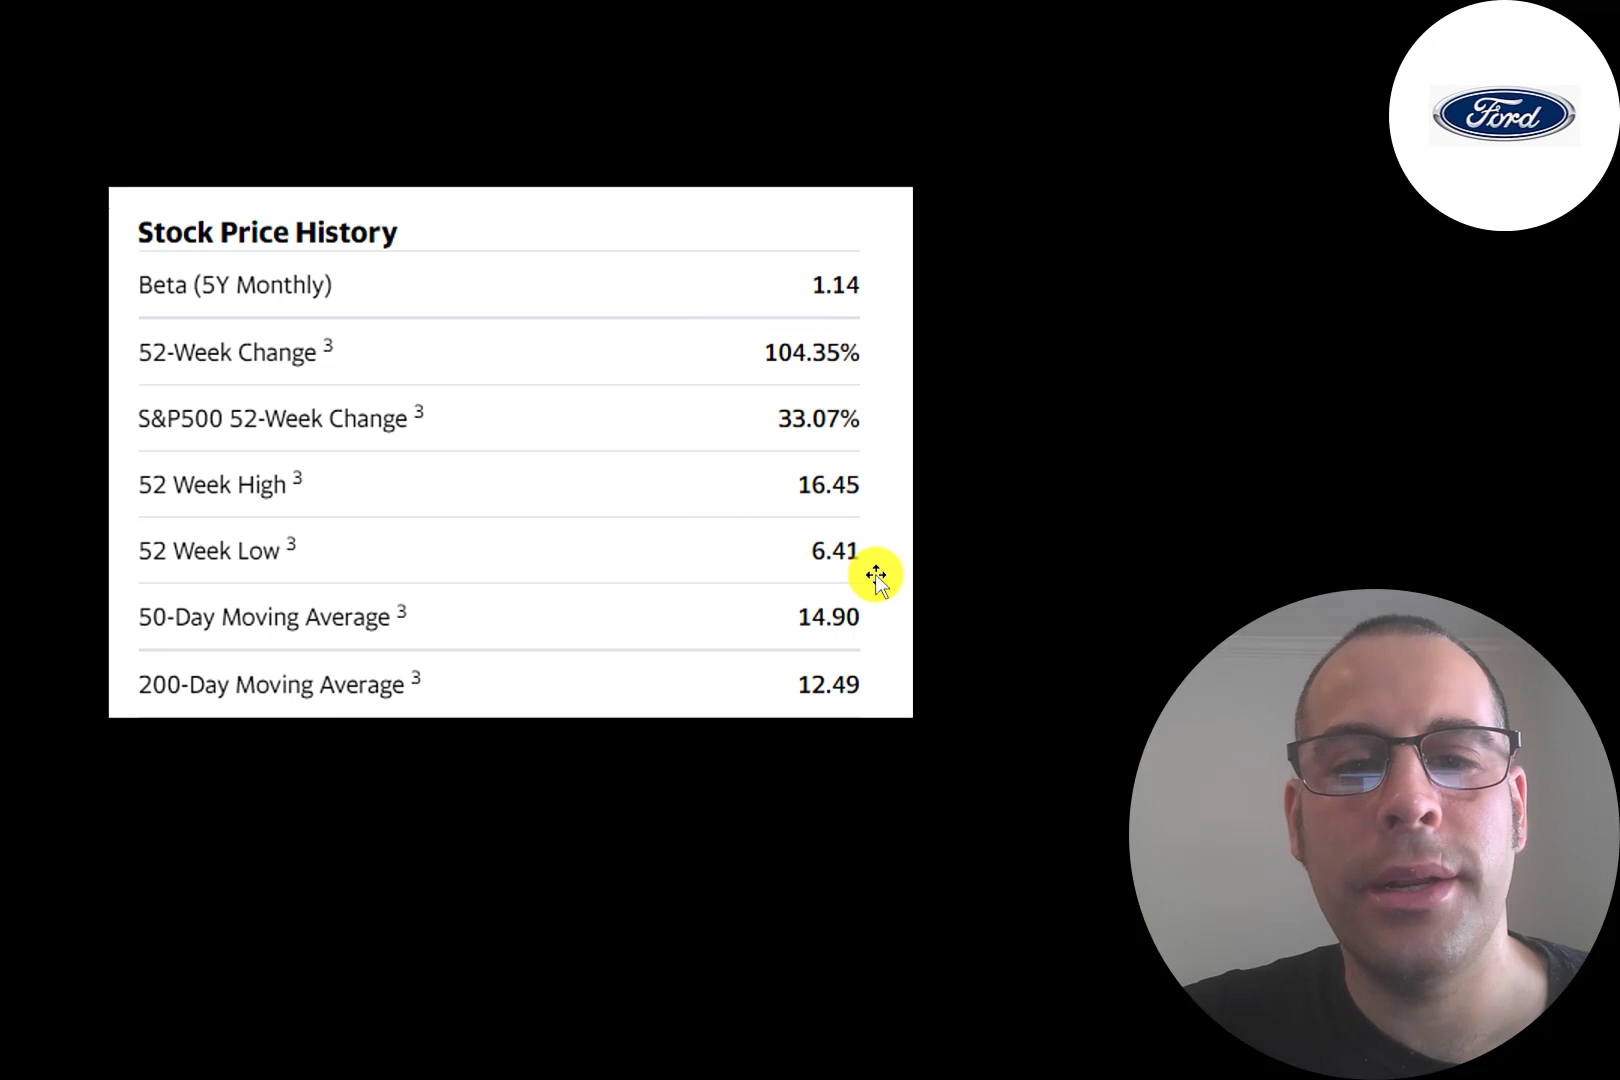 Ford
Stock Price History
Beta (5Y Monthly) 1.14
52-Week Change 3 104.35%
S&P500 52-Week Change 3 33.07%
52 Week High 3 16.45
52 Week Low 3 6.41
50-Day Moving Average 3 14.90
200-Day Moving Average 3 12.49